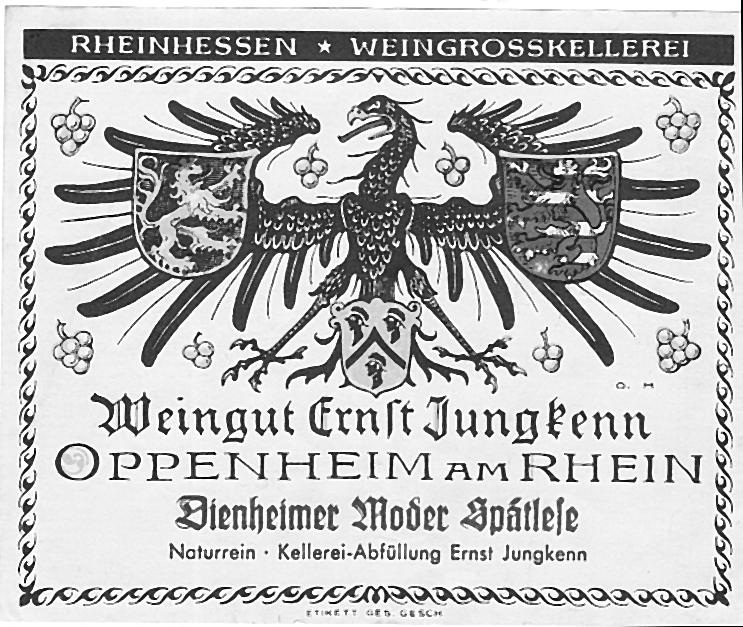 RHEINHESSEN ★ WEINGROSSKELLEREI
O. H
Weingut Ernſt Jungkenn
OPPENHEIM AM RHEIN
Dienheimer Moder Spätleſe
Naturrein · Kellerei-Abfüllung Ernst Jungkenn
ETIKETT GES. GESCH.